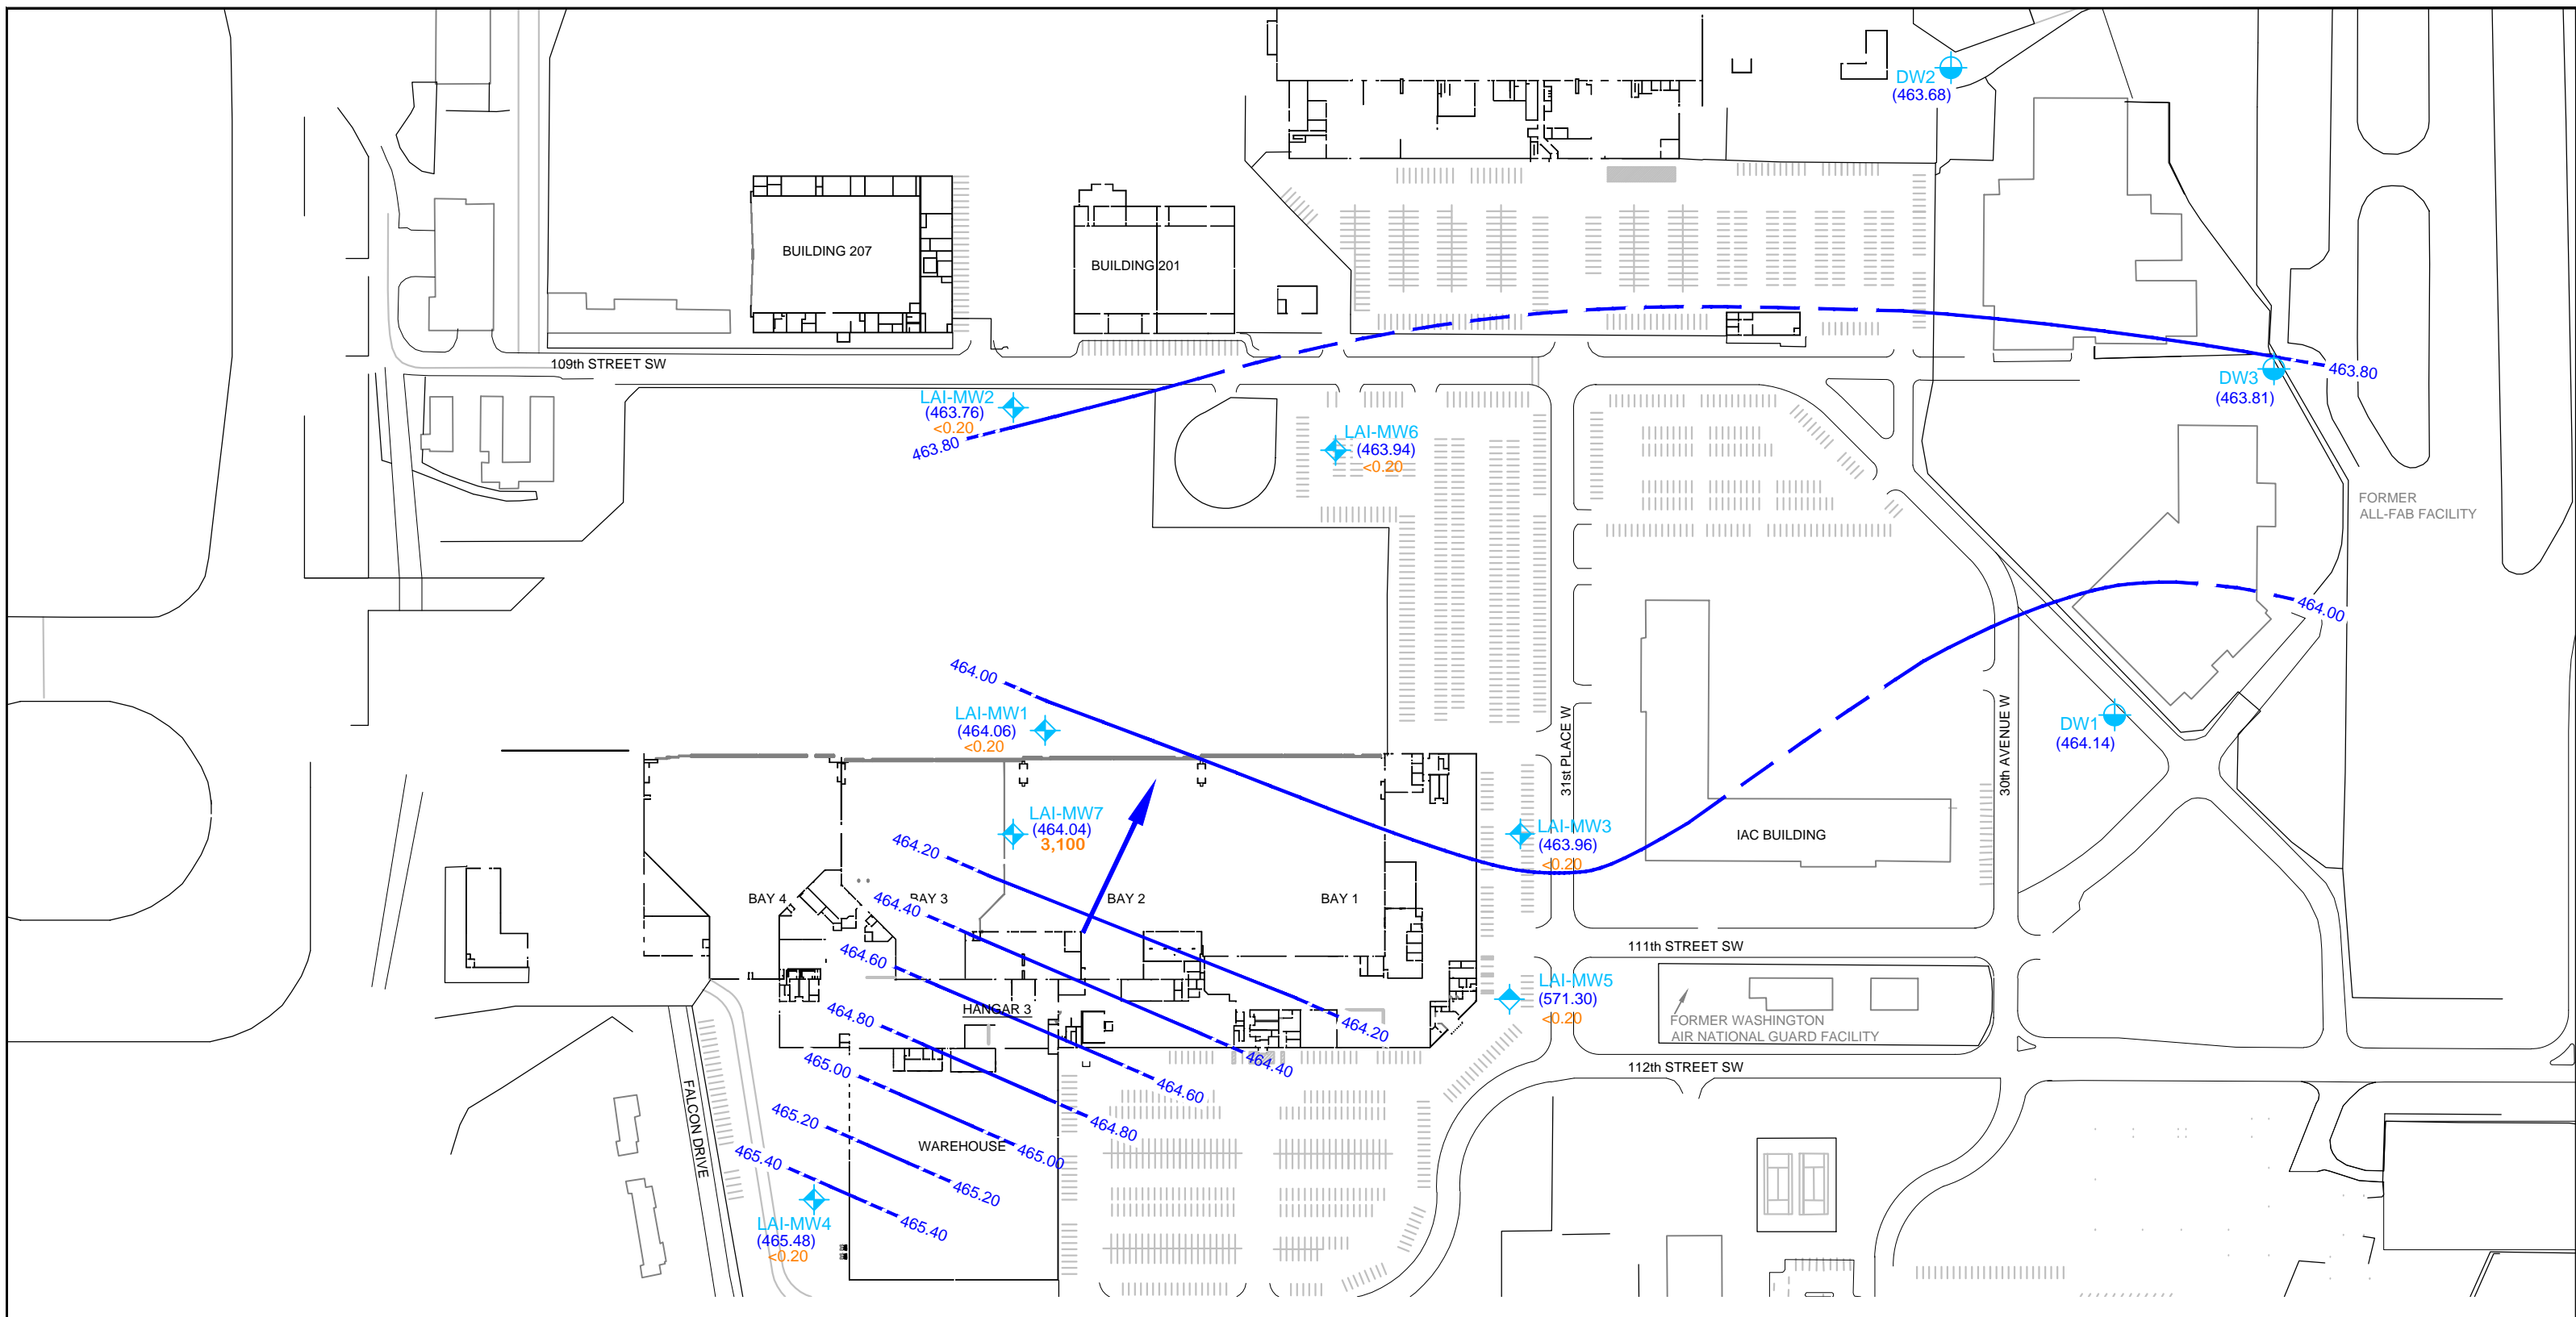 DW2
(463.68)
BUILDING 207
BUILDING 201
109th STREET SW
463.80
DW3
(463.81)
LAI-MW2
(463.76)
<0.20
463.80
LAI-MW6
(463.94)
<0.20
FORMER
ALL-FAB FACILITY
464.00
464.00
LAI-MW1
(464.06)
<0.20
31st PLACE W
30th AVENUE W
DW1
(464.14)
LAI-MW7
(464.04)
3,100
LAI-MW3
(463.96)
<0.20
IAC BUILDING
464.20
BAY 4
464.40
BAY 3
BAY 2
BAY 1
464.60
111th STREET SW
LAI-MW5
(571.30)
<0.20
464.80
HANGAR 3
464.20
FORMER WASHINGTON
AIR NATIONAL GUARD FACILITY
465.00
464.40
112th STREET SW
464.60
FALCON DRIVE
465.20
464.80
WAREHOUSE
465.00
465.40
465.20
LAI-MW4
(465.48)
<0.20
465.40